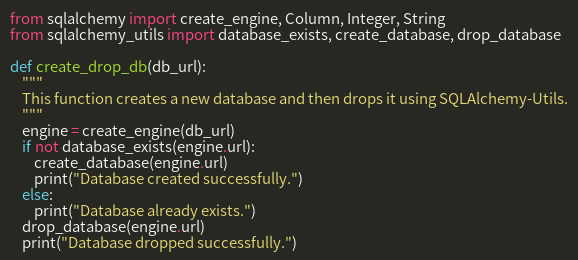 from sqlalchemy import create_engine, Column, Integer, String
from sqlalchemy_utils import database_exists, create_database, drop_database

def create_drop_db(db_url):
    """
    This function creates a new database and then drops it using SQLAlchemy-Utils.
    """
    engine = create_engine(db_url)
    if not database_exists(engine.url):
        create_database(engine.url)
        print("Database created successfully.")
    else:
        print("Database already exists.")
    drop_database(engine.url)
    print("Database dropped successfully.")